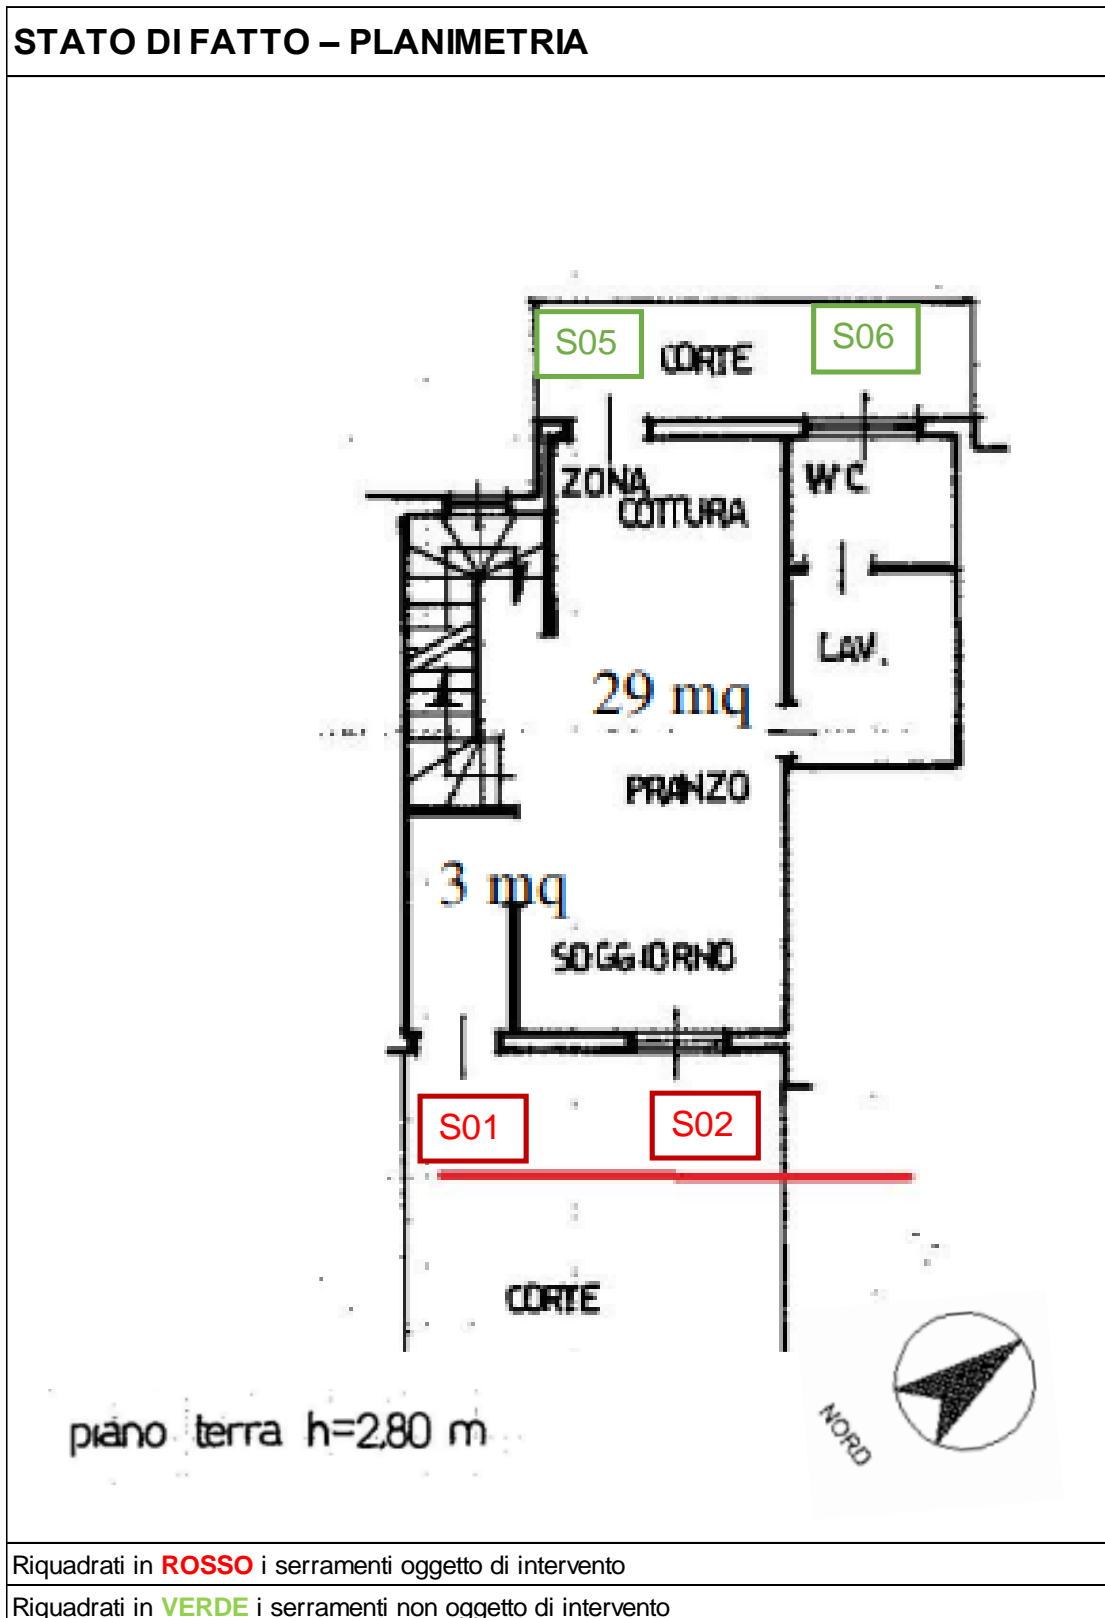 STATO DI FATTO – PLANIMETRIA
S05
CORTE
S06
ZONA
COTTURA
WC
LAV.
29 mq
PRANZO
3 mq
SOGGIORNO
S01
S02
CORTE
NORD
piano terra h=2,80 m
Riquadrati in ROSSO i serramenti oggetto di intervento
Riquadrati in VERDE i serramenti non oggetto di intervento